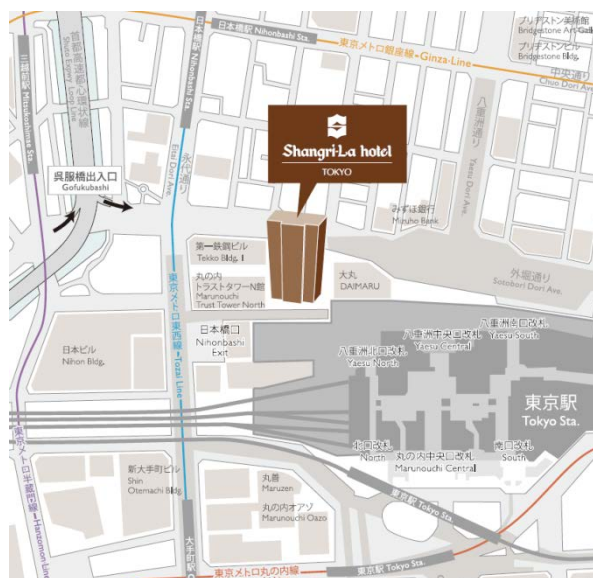 首都高速都心環状線
Shuto Expwy Loop Line
日本橋駅 Nihonbashi Sta.
日本橋駅 Nihonbashi Sta.
東京メトロ銀座線-Ginza-Line
ブリヂストン美術館
Bridgestone Art Gall
ブリヂストンビル
Bridgestone Bldg.
中央通り
Chuo Dori Ave
三越前駅 Mitsukoshimae Sta.
八重洲通り
Yaesu Dori Ave.
Shangri-La hotel
TOKYO
呉服橋出入口
Gofukubashi
永代通り
Eitai Dori Ave.
みずほ銀行
Mizuho Bank
第一鉄鋼ビル
Tekko Bldg. 1
外堀通り
Sotobori Dori Ave.
丸の内
トラストタワーN館
Marunouchi
Trust Tower North
大丸
DAIMARU
東京メトロ東西線-Tozai Line
日本橋口
Nihonbashi
Exit
八重洲北口改札
Yaesu North
八重洲中央口改札
Yaesu Central
八重洲南口改札
Yaesu South
日本ビル
Nihon Bldg.
東京駅
Tokyo Sta.
北口改札
North
丸の内中央口改札
Marunouchi Central
南口改札
South
東京メトロ半蔵門線-Hanzomon Line
新大手町ビル
Shin
Otemachi Bldg.
丸善
Maruzen
丸の内オアゾ
Marunouchi Oazo
東京駅 Tokyo Sta.
大手町駅 O
東京メトロ丸の内線
東京駅 Tokyo Sta.